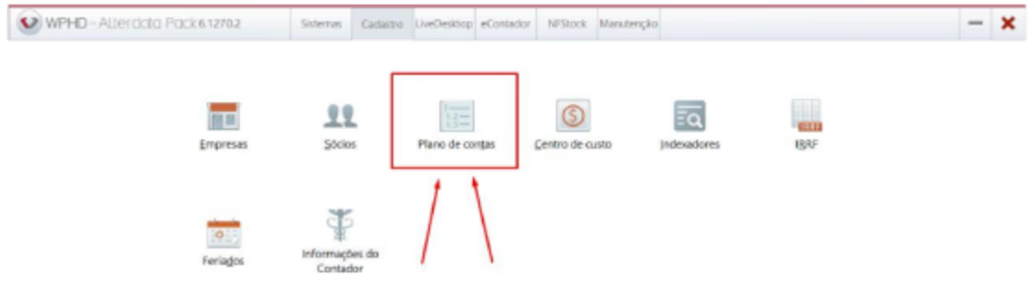 WPHD - Alterdata Pack 6.1270.2 Sistemas Cadastro LiveDesktop eContador NFStock Manutenção
Empresas Sócios Plano de contas Centro de custo Indexadores IRRF
Feriados Informações do
Contador